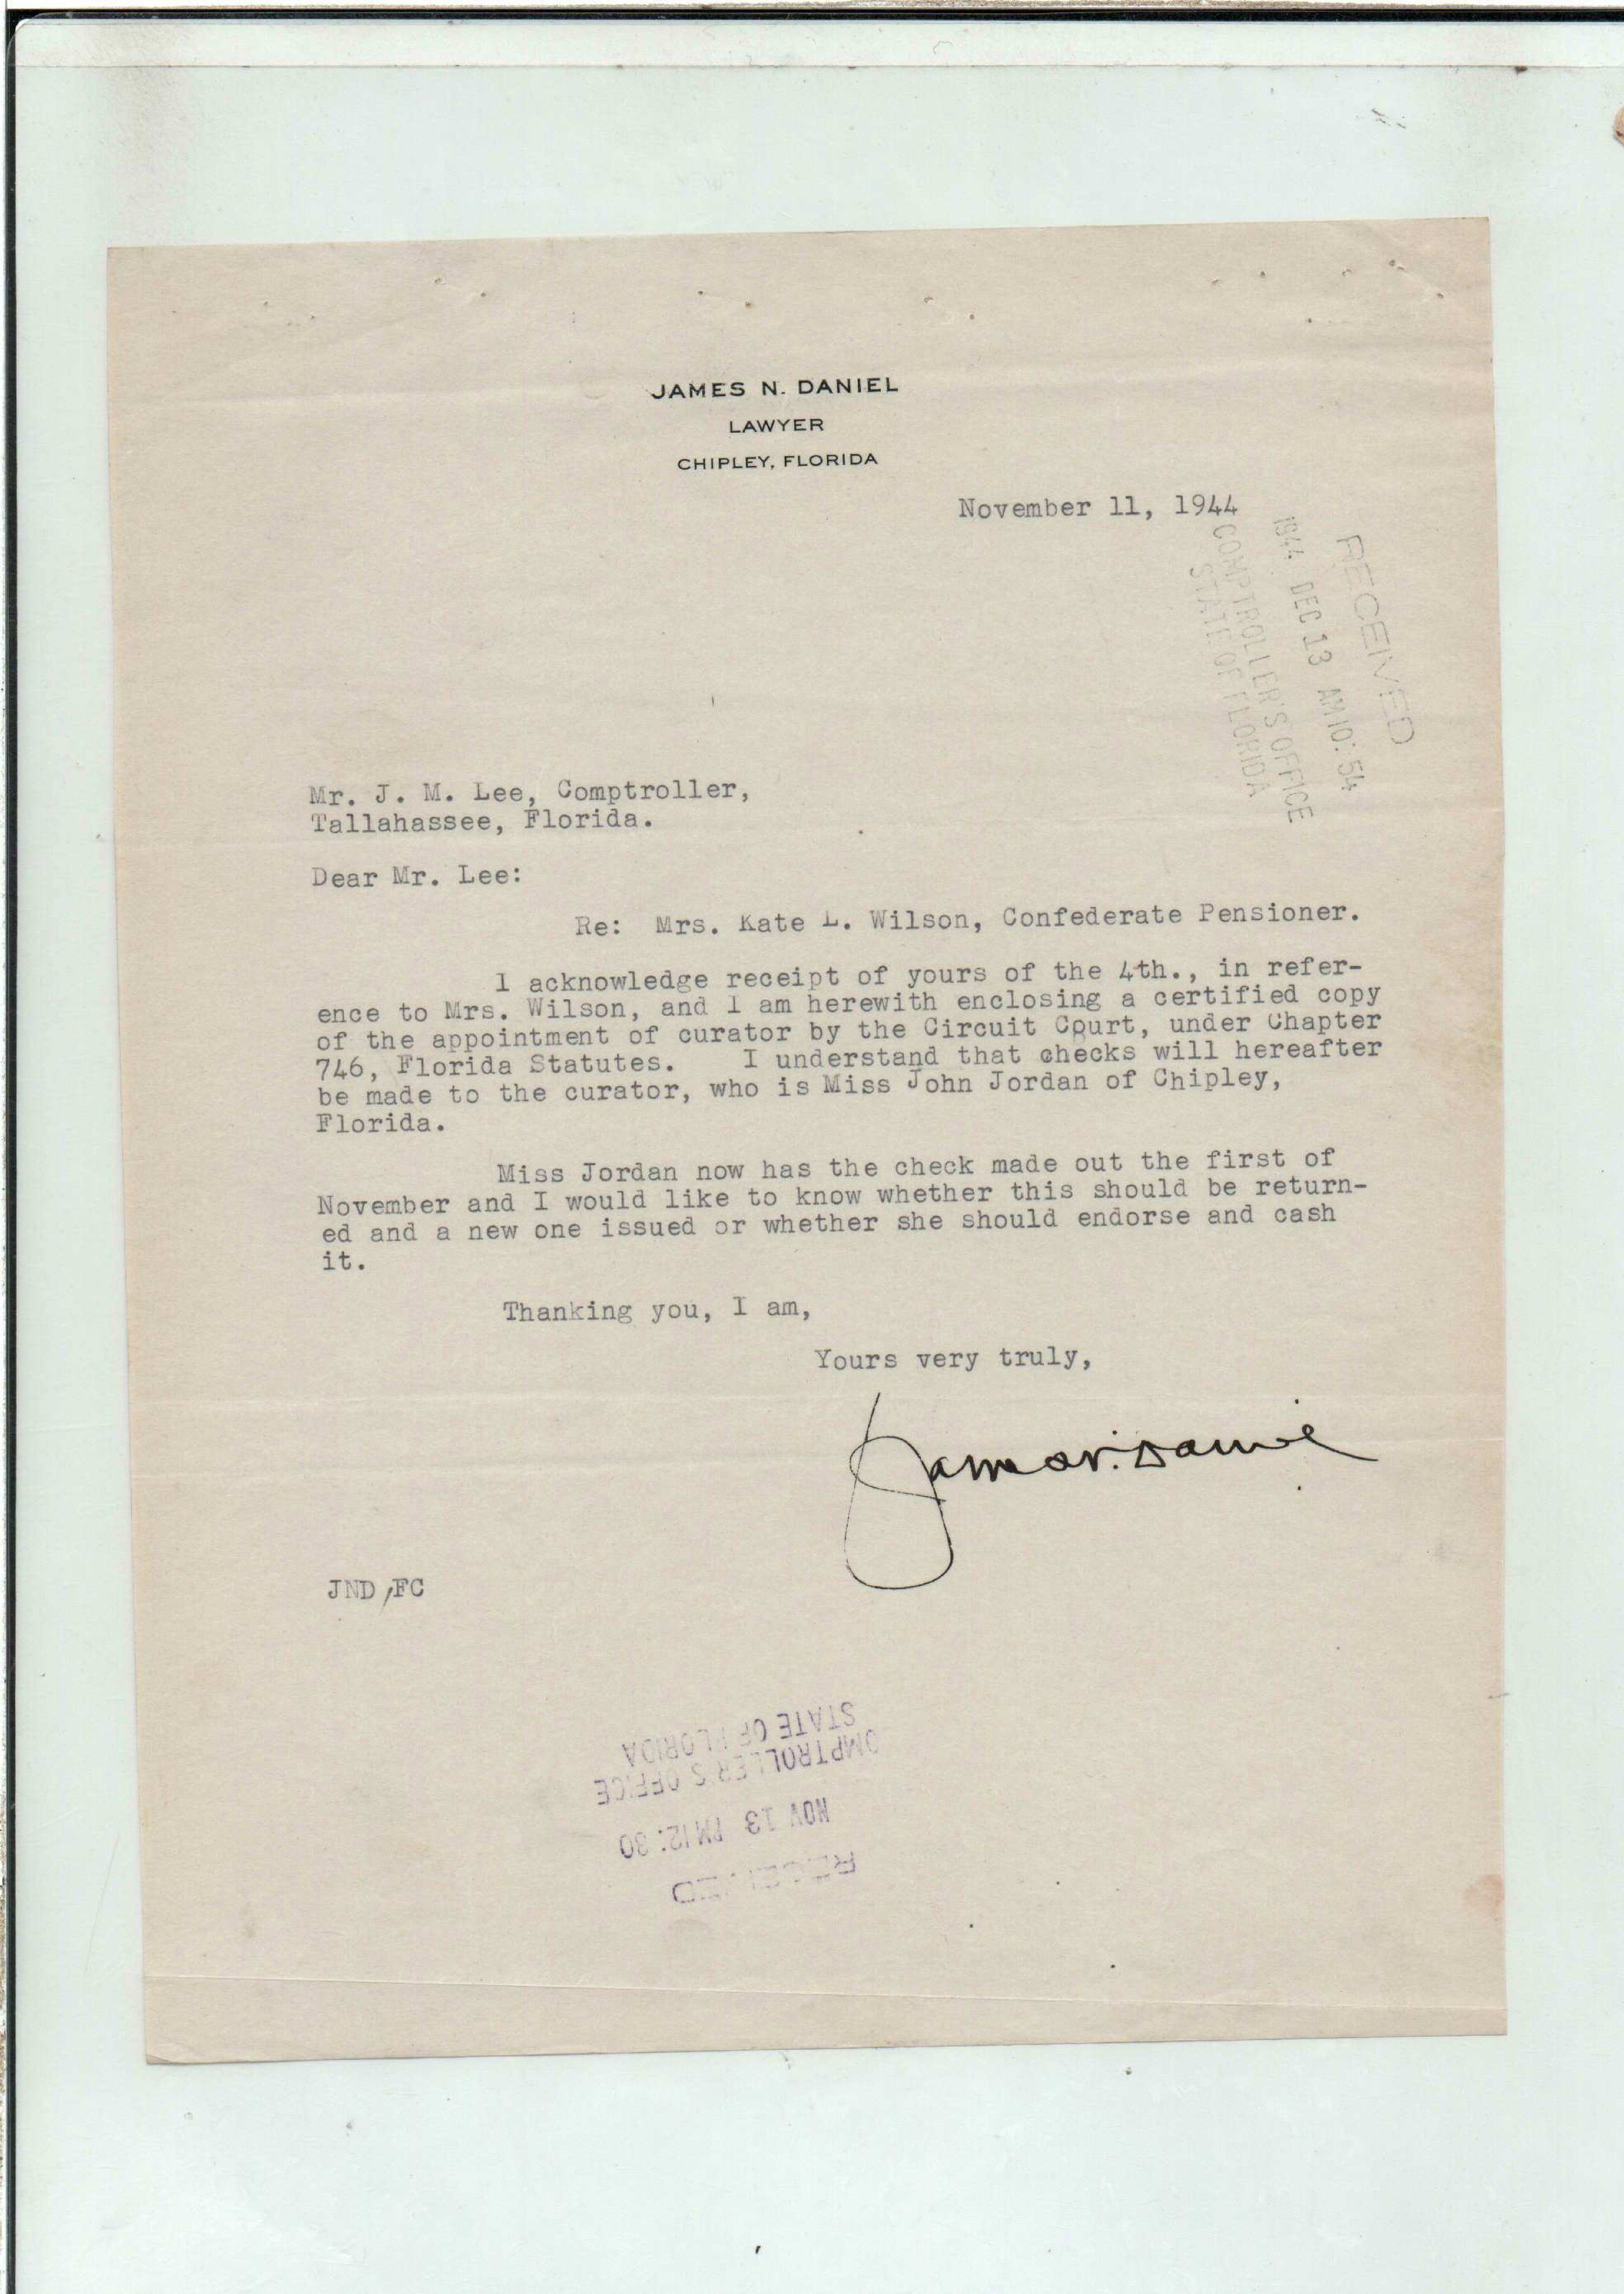 JAMES N. DANIEL
LAWYER
CHIPLEY, FLORIDA
November 11, 1944
RECEIVED
1944 DEC 13 AM 10:54
COMPTROLLER'S OFFICE
STATE OF FLORIDA
Mr. J. M. Lee, Comptroller,
Tallahassee, Florida.
Dear Mr. Lee:
Re: Mrs. Kate L. Wilson, Confederate Pensioner.
I acknowledge receipt of yours of the 4th., in refer-
ence to Mrs. Wilson, and I am herewith enclosing a certified copy
of the appointment of curator by the Circuit Court, under Chapter
746, Florida Statutes. I understand that checks will hereafter
be made to the curator, who is Miss John Jordan of Chipley,
Florida.
Miss Jordan now has the check made out the first of
November and I would like to know whether this should be return-
ed and a new one issued or whether she should endorse and cash
it.
Thanking you, I am,
Yours very truly,
James N. Daniel
JND/FC
RECEIVED
NOV 13 PM 12:30
COMPTROLLER'S OFFICE
STATE OF FLORIDA